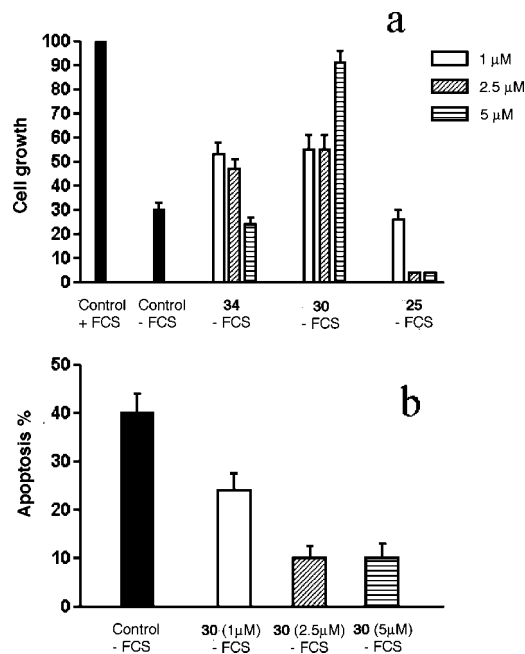 a
100
90
80
70
60
50
40
30
20
10
0
Cell growth
1 µM
2.5 µM
5 µM
Control Control 34 30 25
+ FCS - FCS - FCS - FCS - FCS
b
50
40
30
20
10
0
Apoptosis %
Control 30 (1µM) 30 (2.5µM) 30 (5µM)
- FCS - FCS - FCS - FCS